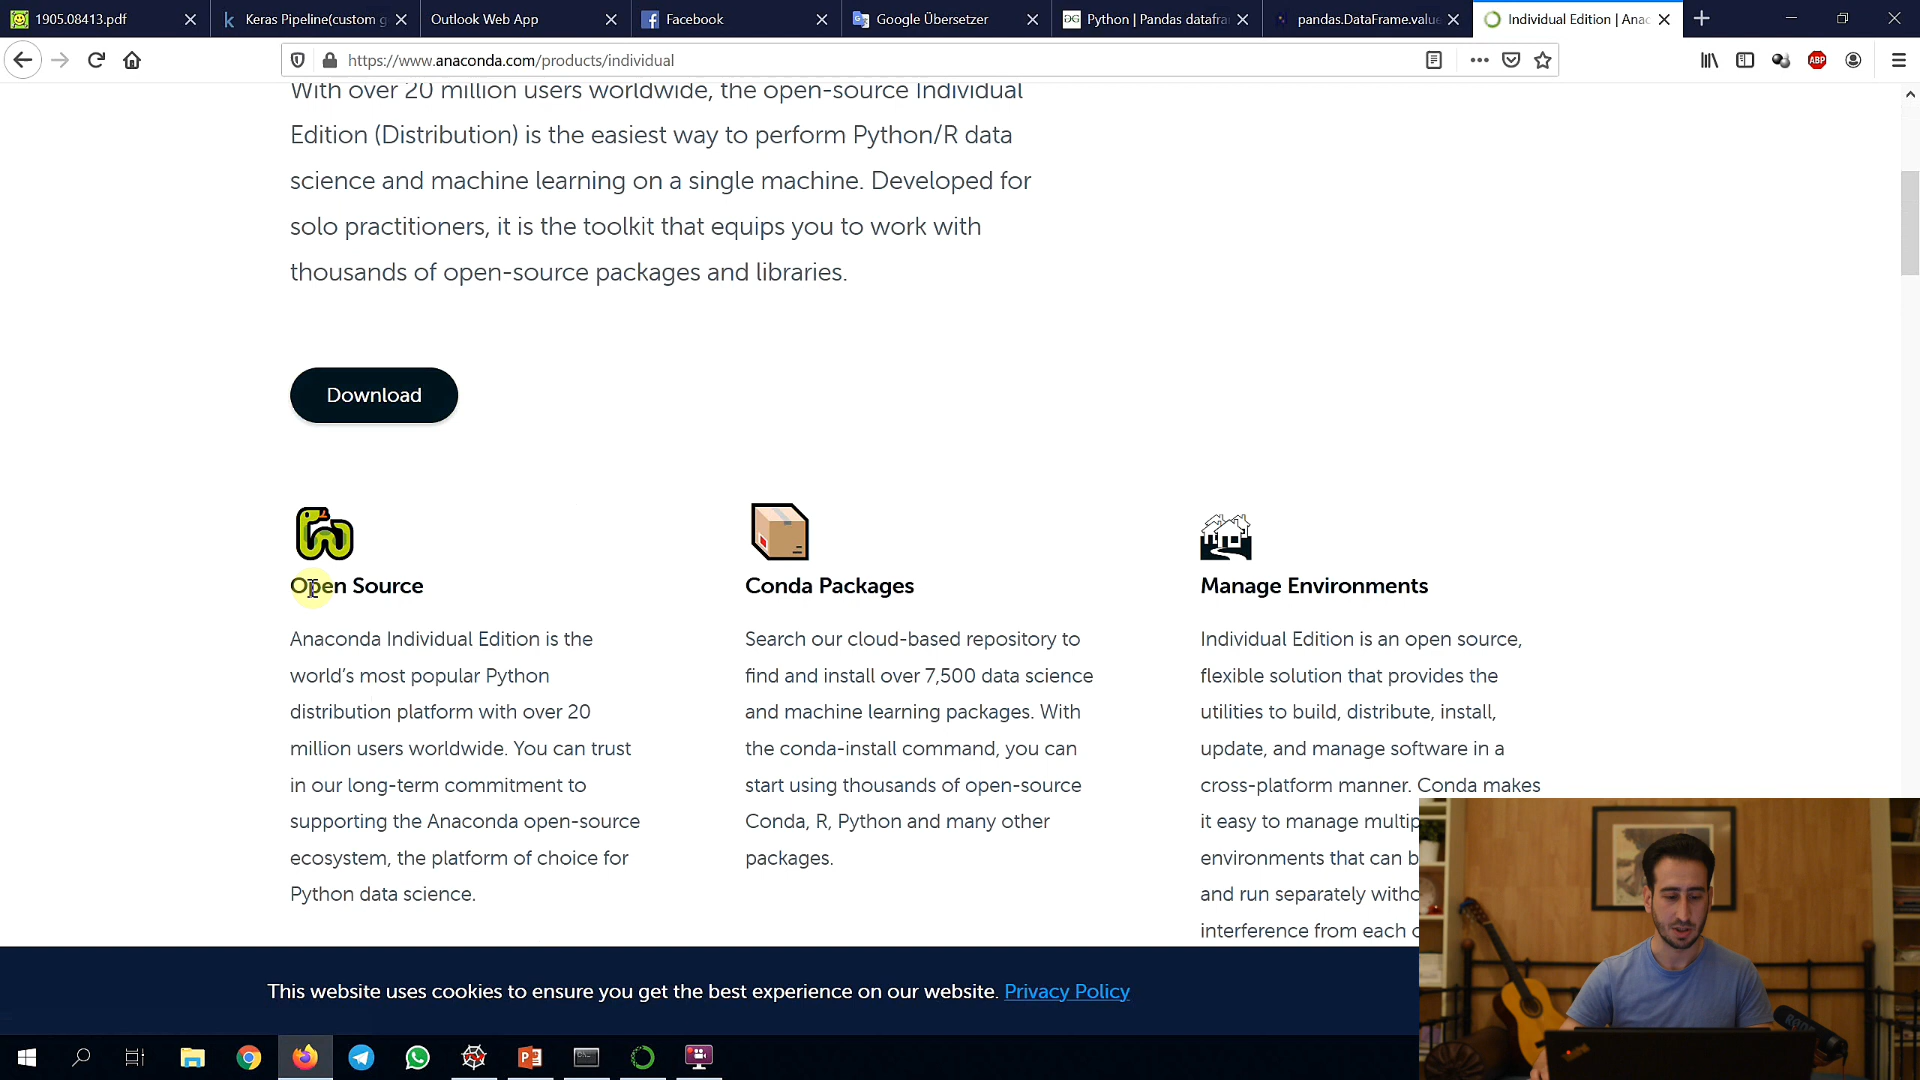 1905.08413.pdf
Keras Pipeline(custom g
Outlook Web App
Facebook
Google Übersetzer
Python | Pandas datafra
pandas.DataFrame.value
Individual Edition | Ana
https://www.anaconda.com/products/individual
ABP
With over 20 million users worldwide, the open-source Individual
Edition (Distribution) is the easiest way to perform Python/R data
science and machine learning on a single machine. Developed for
solo practitioners, it is the toolkit that equips you to work with
thousands of open-source packages and libraries.
Download
Open Source
Anaconda Individual Edition is the
world's most popular Python
distribution platform with over 20
million users worldwide. You can trust
in our long-term commitment to
supporting the Anaconda open-source
ecosystem, the platform of choice for
Python data science.
Conda Packages
Search our cloud-based repository to
find and install over 7,500 data science
and machine learning packages. With
the conda-install command, you can
start using thousands of open-source
Conda, R, Python and many other
packages.
Manage Environments
Individual Edition is an open source,
flexible solution that provides the
utilities to build, distribute, install,
update, and manage software in a
cross-platform manner. Conda makes
it easy to manage multip
environments that can b
and run separately witho
interference from each o
This website uses cookies to ensure you get the best experience on our website. Privacy Policy